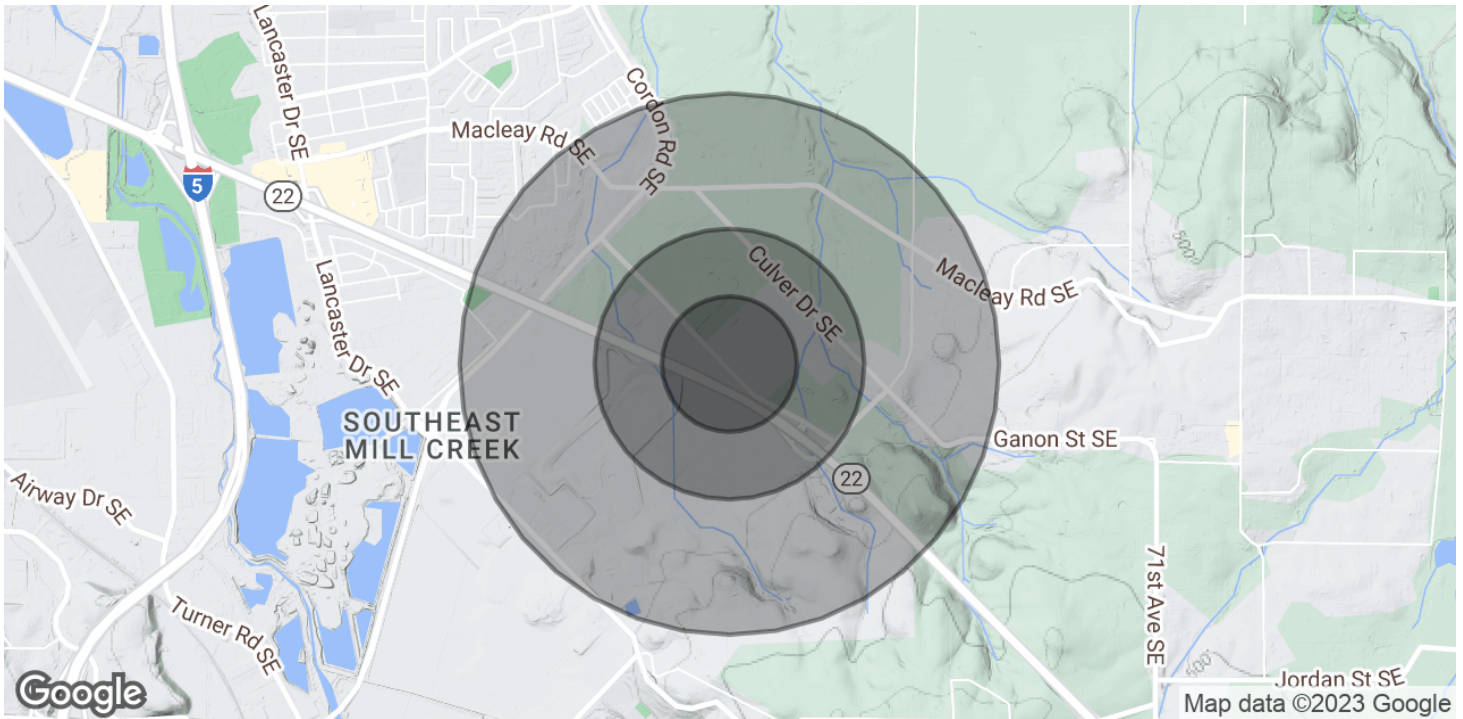 Lancaster Dr SE
Cordon Rd SE
Macleay Rd SE
5
22
Culver Dr SE
500
Macleay Rd SE
Lancaster Dr SE
SOUTHEAST
MILL CREEK
Ganon St SE
22
Airway Dr SE
71st Ave SE
Turner Rd SE
500
Jordan St SE
Google
Map data ©2023 Google